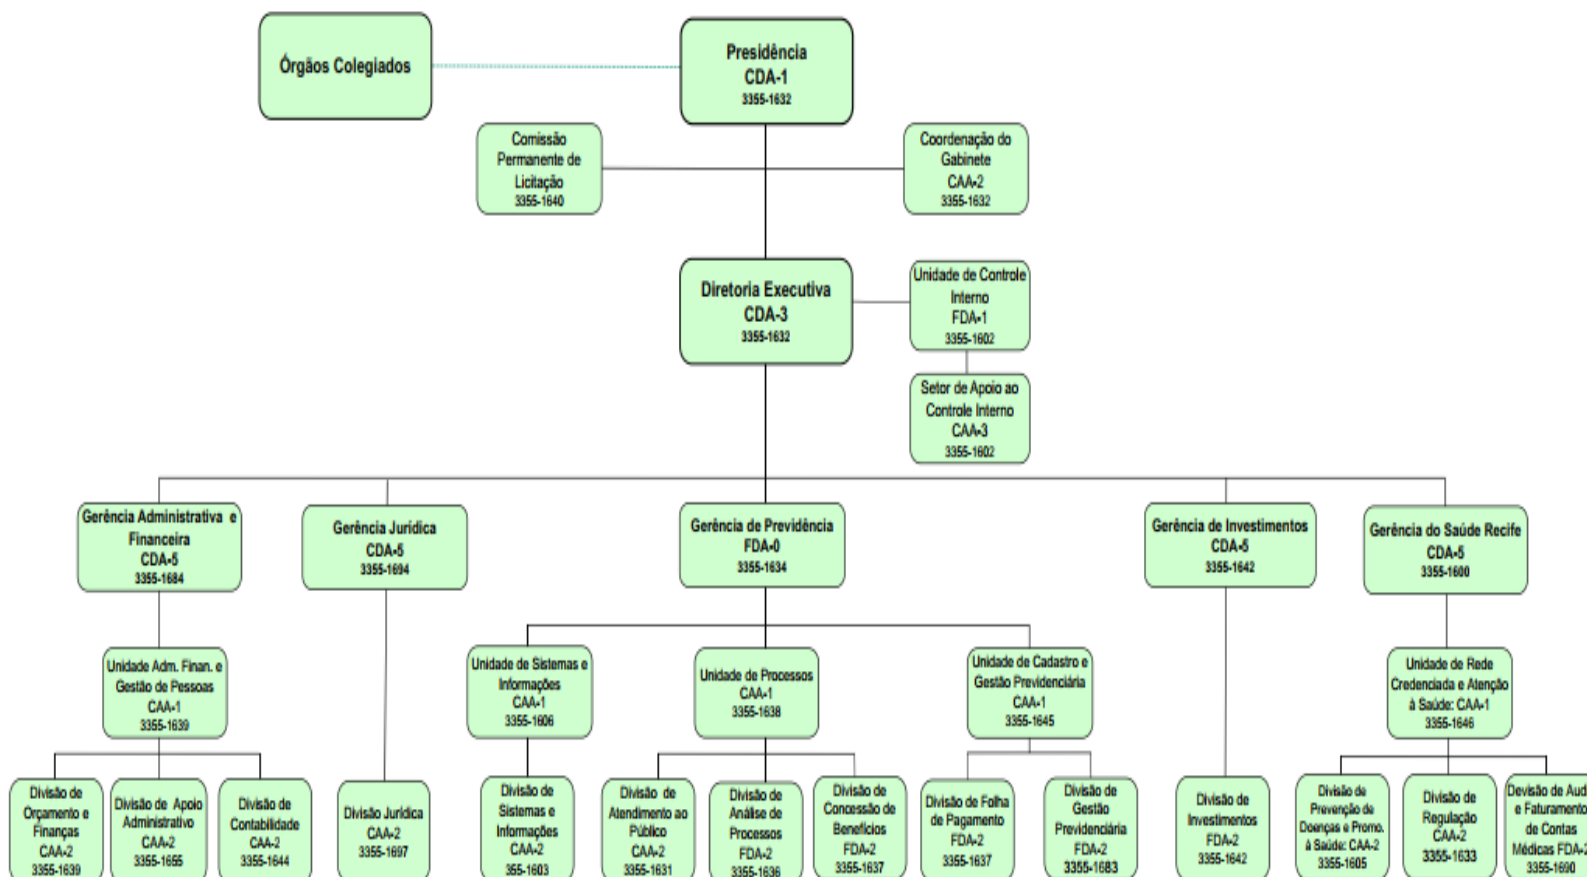 Órgãos Colegiados
Presidência
CDA-1
3355-1632
Comissão
Permanente de
Licitação
3355-1640
Coordenação do
Gabinete
CAA-2
3355-1632
Diretoria Executiva
CDA-3
3355-1632
Unidade de Controle
Interno
FDA-1
3355-1602
Setor de Apoio ao
Controle Interno
CAA-3
3355-1602
Gerência Administrativa e
Financeira
CDA-5
3355-1684
Gerência Jurídica
CDA-5
3355-1694
Gerência de Previdência
FDA-0
3355-1634
Gerência de Investimentos
CDA-5
3355-1642
Gerência do Saúde Recife
CDA-5
3355-1600
Unidade Adm. Finan. e
Gestão de Pessoas
CAA-1
3355-1639
Unidade de Sistemas e
Informações
CAA-1
3355-1606
Unidade de Processos
CAA-1
3355-1638
Unidade de Cadastro e
Gestão Previdenciária
CAA-1
3355-1645
Unidade de Rede
Credenciada e Atenção
à Saúde: CAA-1
3355-1646
Divisão de
Orçamento e
Finanças
CAA-2
3355-1639
Divisão de Apoio
Administrativo
CAA-2
3355-1655
Divisão de
Contabilidade
CAA-2
3355-1644
Divisão Jurídica
CAA-2
3355-1697
Divisão de
Sistemas e
Informações
CAA-2
355-1603
Divisão de
Atendimento ao
Público
CAA-2
3355-1631
Divisão de
Análise de
Processos
FDA-2
3355-1636
Divisão de
Concessão de
Benefícios
FDA-2
3355-1637
Divisão de Folha
de Pagamento
FDA-2
3355-1637
Divisão de
Gestão
Previdenciária
FDA-2
3355-1683
Divisão de
Investimentos
FDA-2
3355-1642
Divisão de
Prevenção de
Doenças e Promo.
à Saúde: CAA-2
3355-1605
Divisão de
Regulação
CAA-2
3355-1633
Devisão de Audi
e Faturamento
de Contas
Médicas FDA-2
3355-1690